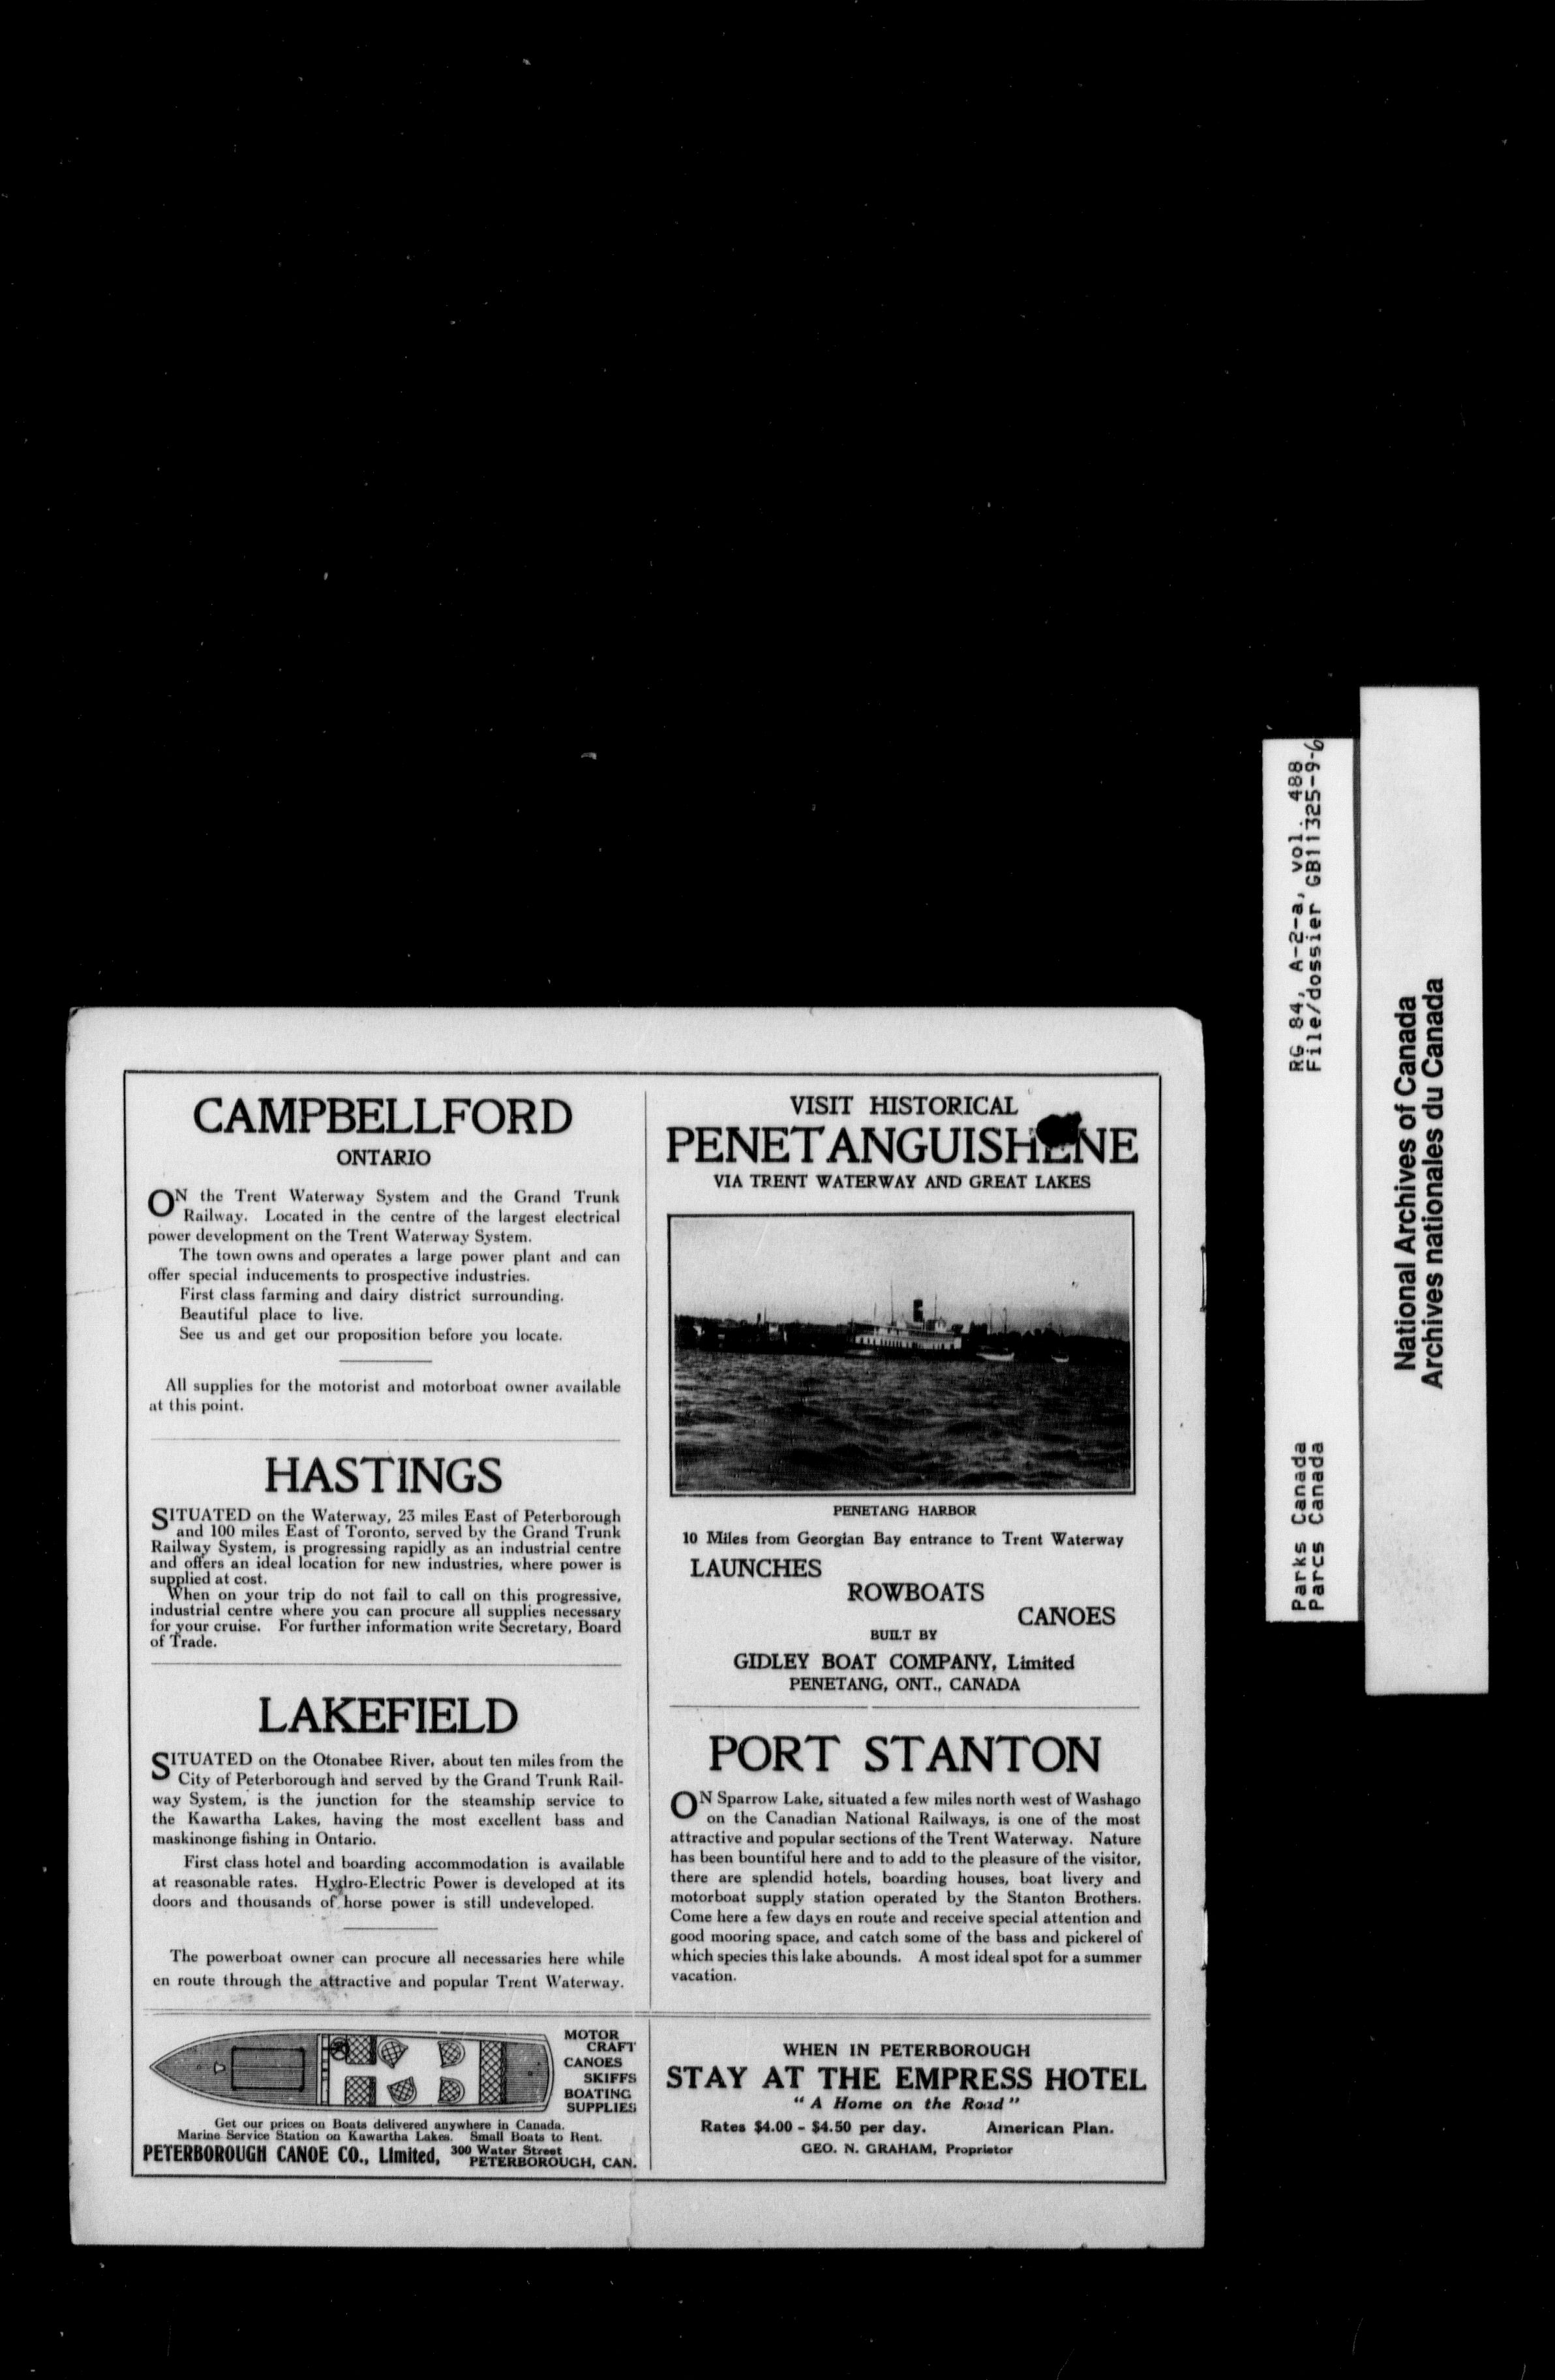 CAMPBELLFORD
ONTARIO
ON the Trent Waterway System and the Grand Trunk
Railway. Located in the centre of the largest electrical
power development on the Trent Waterway System.
The town owns and operates a large power plant and can
offer special inducements to prospective industries.
First class farming and dairy district surrounding.
Beautiful place to live.
See us and get our proposition before you locate.
All supplies for the motorist and motorboat owner available
at this point.
HASTINGS
SITUATED on the Waterway, 23 miles East of Peterborough
and 100 miles East of Toronto, served by the Grand Trunk
Railway System, is progressing rapidly as an industrial centre
and offers an ideal location for new industries, where power is
supplied at cost.
When on your trip do not fail to call on this progressive,
industrial centre where you can procure all supplies necessary
for your cruise. For further information write Secretary, Board
of Trade.
LAKEFIELD
SITUATED on the Otonabee River, about ten miles from the
City of Peterborough and served by the Grand Trunk Rail-
way System, is the junction for the steamship service to
the Kawartha Lakes, having the most excellent bass and
maskinonge fishing in Ontario.
First class hotel and boarding accommodation is available
at reasonable rates. Hydro-Electric Power is developed at its
doors and thousands of horse power is still undeveloped.
The powerboat owner can procure all necessaries here while
en route through the attractive and popular Trent Waterway.
MOTOR
CRAFT
CANOES
SKIFFS
BOATING
SUPPLIES
Get our prices on Boats delivered anywhere in Canada.
Marine Service Station on Kawartha Lakes. Small Boats to Rent.
PETERBOROUGH CANOE CO., Limited, 300 Water Street
PETERBOROUGH, CAN.
VISIT HISTORICAL
PENETANGUISHENE
VIA TRENT WATERWAY AND GREAT LAKES
PENETANG HARBOR
10 Miles from Georgian Bay entrance to Trent Waterway
LAUNCHES
ROWBOATS
CANOES
BUILT BY
GIDLEY BOAT COMPANY, Limited
PENETANG, ONT., CANADA
PORT STANTON
ON Sparrow Lake, situated a few miles north west of Washago
on the Canadian National Railways, is one of the most
attractive and popular sections of the Trent Waterway. Nature
has been bountiful here and to add to the pleasure of the visitor,
there are splendid hotels, boarding houses, boat livery and
motorboat supply station operated by the Stanton Brothers.
Come here a few days en route and receive special attention and
good mooring space, and catch some of the bass and pickerel of
which species this lake abounds. A most ideal spot for a summer
vacation.
WHEN IN PETERBOROUGH
STAY AT THE EMPRESS HOTEL
"A Home on the Road"
Rates $4.00 - $4.50 per day. American Plan.
GEO. N. GRAHAM, Proprietor
Parks Canada RG 84, A-2-a, vol. 488
Parcs Canada File/dossier GB11325-9-6
National Archives of Canada
Archives nationales du Canada